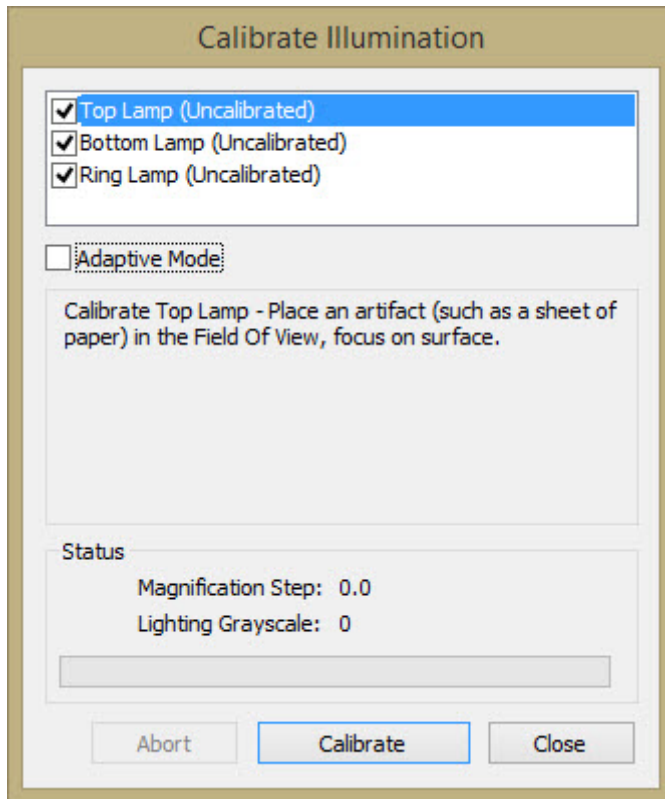 Calibrate Illumination
Top Lamp (Uncalibrated)
Bottom Lamp (Uncalibrated)
Ring Lamp (Uncalibrated)
Adaptive Mode
Calibrate Top Lamp - Place an artifact (such as a sheet of
paper) in the Field Of View, focus on surface.
Status
Magnification Step: 0.0
Lighting Grayscale: 0
Abort Calibrate Close